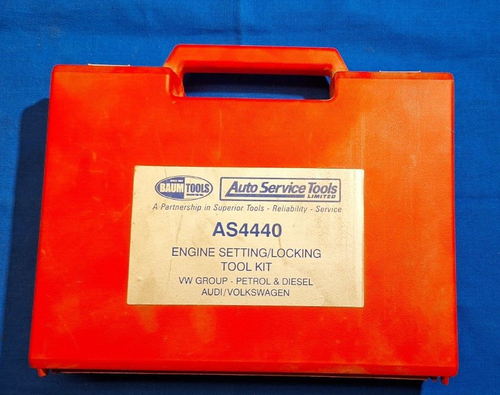 BAUM TOOLS
Auto Service Tools
LIMITED
A Partnership in Superior Tools - Reliability - Service
AS4440
ENGINE SETTING/LOCKING
TOOL KIT
VW GROUP - PETROL & DIESEL
AUDI/VOLKSWAGEN